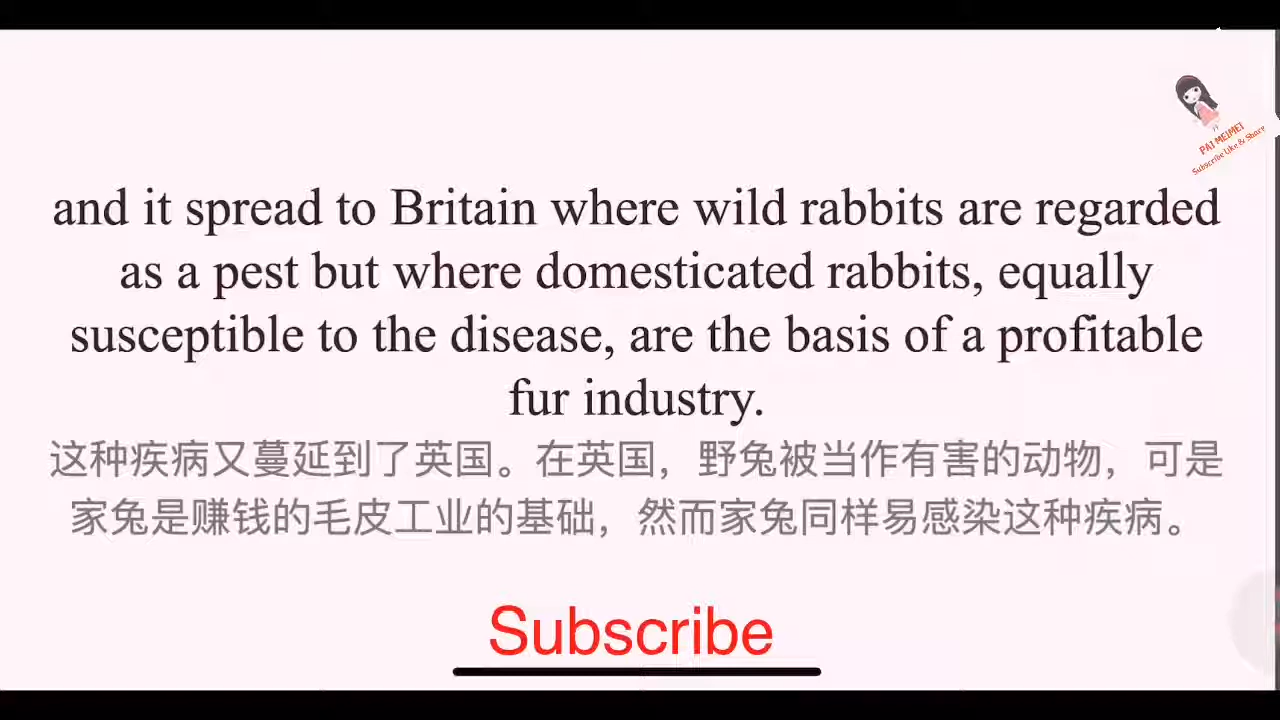 PAI MEIMEI
Subscribe Like & Share
and it spread to Britain where wild rabbits are regarded
as a pest but where domesticated rabbits, equally
susceptible to the disease, are the basis of a profitable
fur industry.
这种疾病又蔓延到了英国。在英国，野兔被当作有害的动物，可是
家兔是赚钱的毛皮工业的基础，然而家兔同样易感染这种疾病。
Subscribe